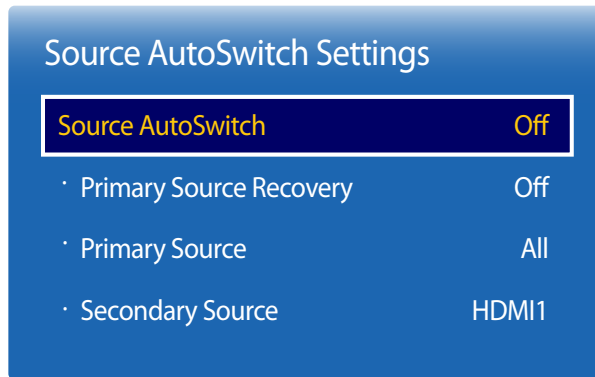 Source AutoSwitch Settings
Source AutoSwitch Off
· Primary Source Recovery Off
· Primary Source All
· Secondary Source HDMI1